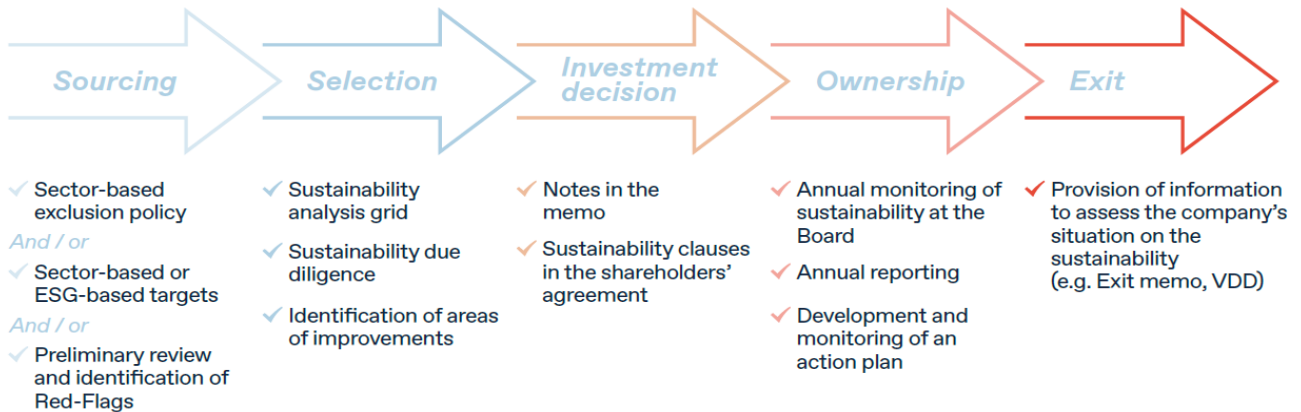 Sourcing
Selection
Investment
decision
Ownership
Exit
Sector-based
exclusion policy
And / or
Sector-based or
ESG-based targets
And / or
Preliminary review
and identification of
Red-Flags
Sustainability
analysis grid
Sustainability due
diligence
Identification of areas
of improvements
Notes in the
memo
Sustainability clauses
in the shareholders’
agreement
Annual monitoring of
sustainability at the
Board
Annual reporting
Development and
monitoring of an
action plan
Provision of information
to assess the company’s
situation on the
sustainability
(e.g. Exit memo, VDD)